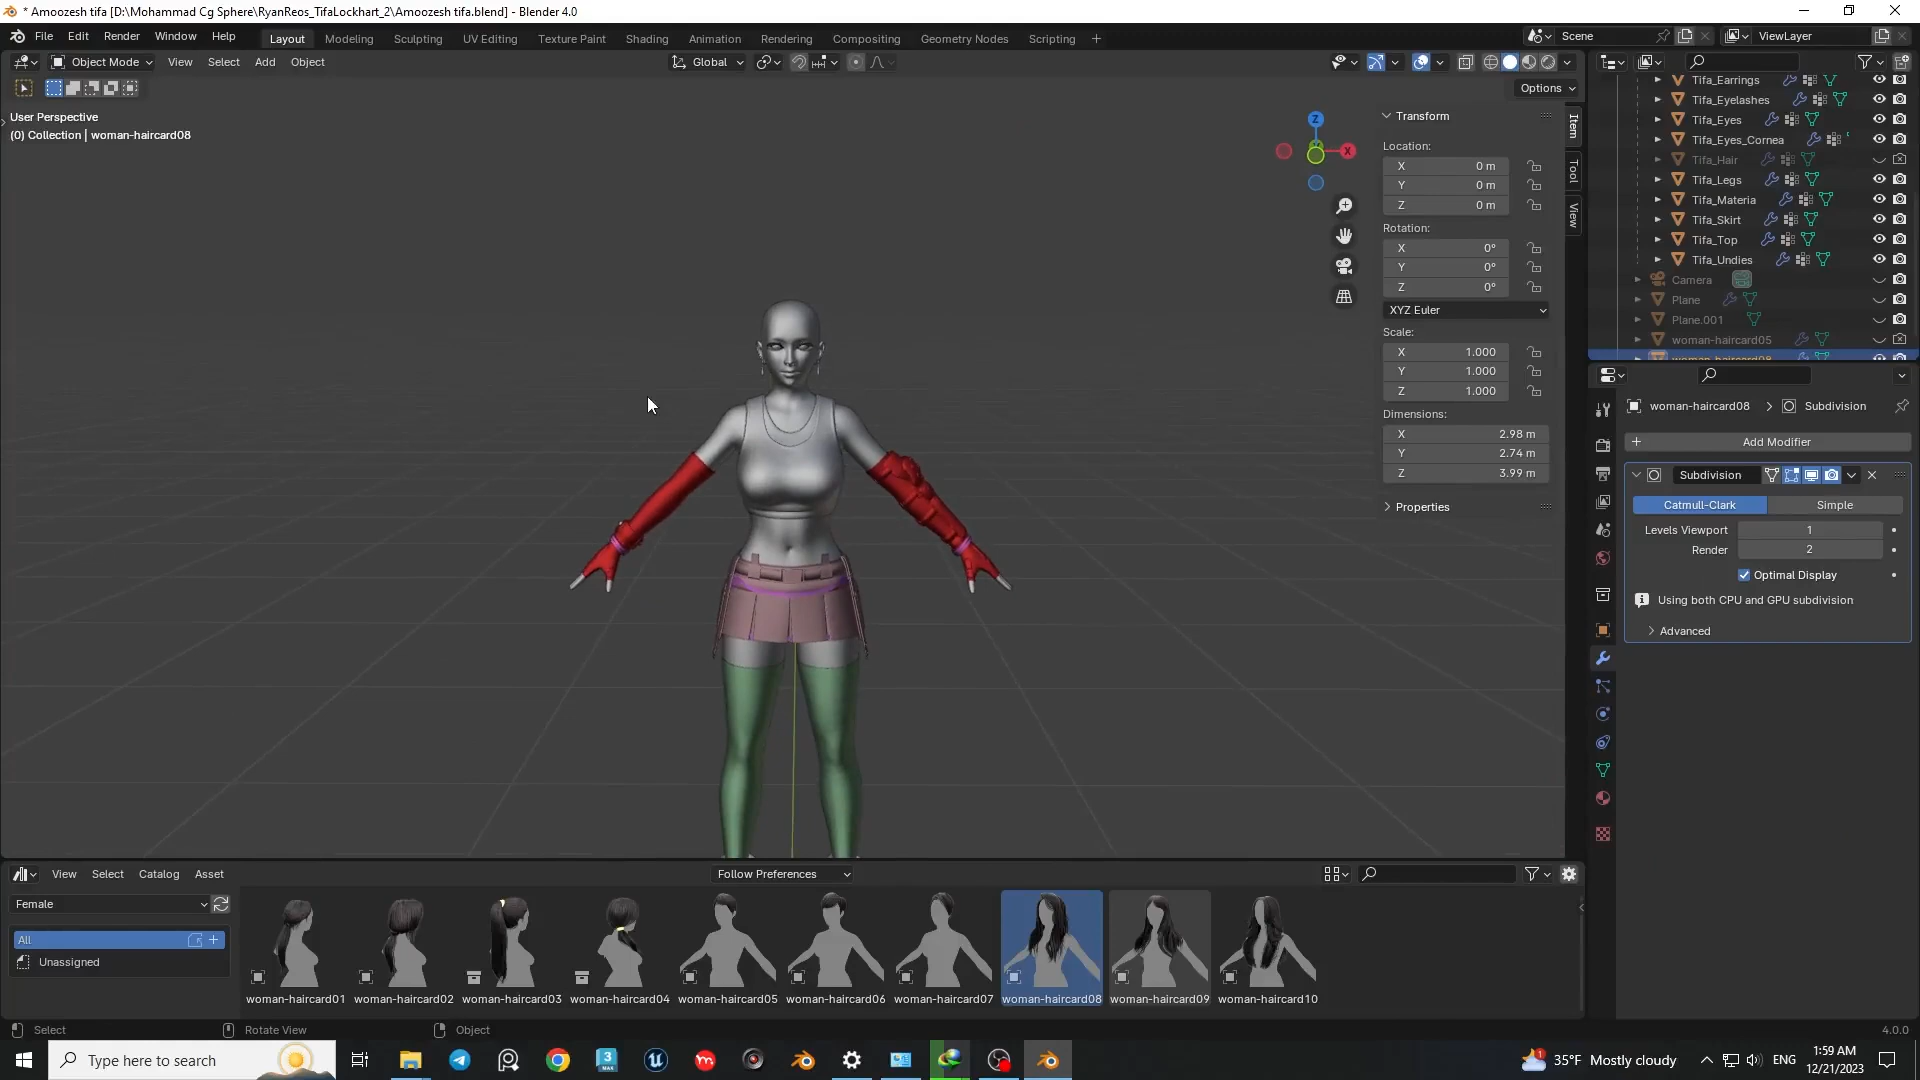 * Amoozesh tifa [D:\Mohammad Cg Sphere\RyanReos_TifaLockhart_2\Amoozesh tifa.blend] - Blender 4.0
File Edit Render Window Help Layout Modeling Sculpting UV Editing Texture Paint Shading Animation Rendering Compositing Geometry Nodes Scripting + Scene ViewLayer
Object Mode View Select Add Object Global
Options
User Perspective
(0) Collection | woman-haircard08
Z
X
Item
Tool
View
Transform
Location:
X 0 m
Y 0 m
Z 0 m
Rotation:
X 0°
Y 0°
Z 0°
XYZ Euler
Scale:
X 1.000
Y 1.000
Z 1.000
Dimensions:
X 2.98 m
Y 2.74 m
Z 3.99 m
Properties
Tifa_Earrings
Tifa_Eyelashes
Tifa_Eyes
Tifa_Eyes_Cornea
Tifa_Hair
Tifa_Legs
Tifa_Materia
Tifa_Skirt
Tifa_Top
Tifa_Undies
Camera
Plane
Plane.001
woman-haircard05
woman-haircard08
woman-haircard08 > Subdivision
+ Add Modifier
Subdivision
Catmull-Clark Simple
Levels Viewport 1
Render 2
Optimal Display
Using both CPU and GPU subdivision
Advanced
View Select Catalog Asset Follow Preferences
Female
All +
Unassigned
woman-haircard01 woman-haircard02 woman-haircard03 woman-haircard04 woman-haircard05 woman-haircard06 woman-haircard07 woman-haircard08 woman-haircard09 woman-haircard10
Select Rotate View Object 4.0.0
Type here to search
35°F Mostly cloudy ENG
1:59 AM
12/21/2023